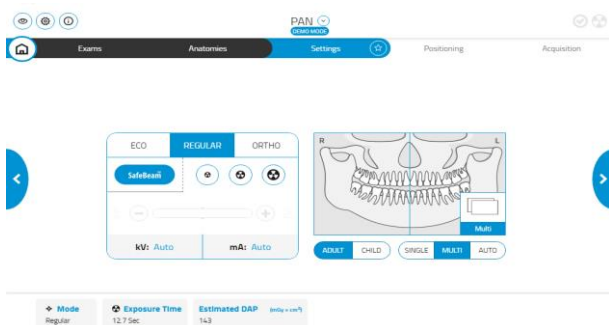 PAN
DEMO MODE
Exams Anatomies Settings Positioning Acquisition
ECO REGULAR ORTHO
SafeBeam
kV: Auto mA: Auto
R L
Multi
ADULT CHILD SINGLE MULTI AUTO
Mode Exposure Time Estimated DAP (mGy × cm²)
Regular 12.7 Sec 143